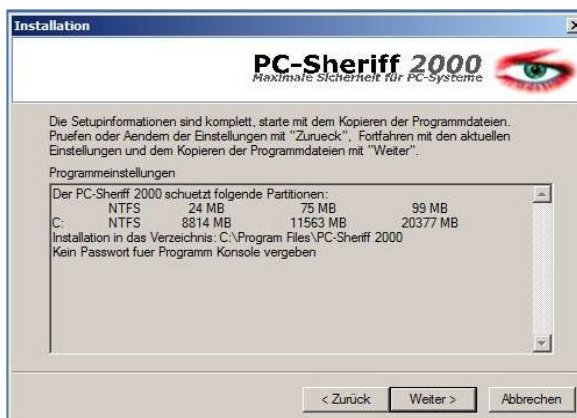 Installation
PC-Sheriff 2000
Maximale Sicherheit für PC-Systeme
Die Setupinformationen sind komplett, starte mit dem Kopieren der Programmdateien.
Pruefen oder Aendern der Einstellungen mit "Zurueck", Fortfahren mit den aktuellen
Einstellungen und dem Kopieren der Programmdateien mit "Weiter".
Programmeinstellungen
Der PC-Sheriff 2000 schuetzt folgende Partitionen:
NTFS 24 MB 75 MB 99 MB
C: NTFS 8814 MB 11563 MB 20377 MB
Installation in das Verzeichnis: C:\Program Files\PC-Sheriff 2000
Kein Passwort fuer Programm Konsole vergeben
< Zurück Weiter > Abbrechen